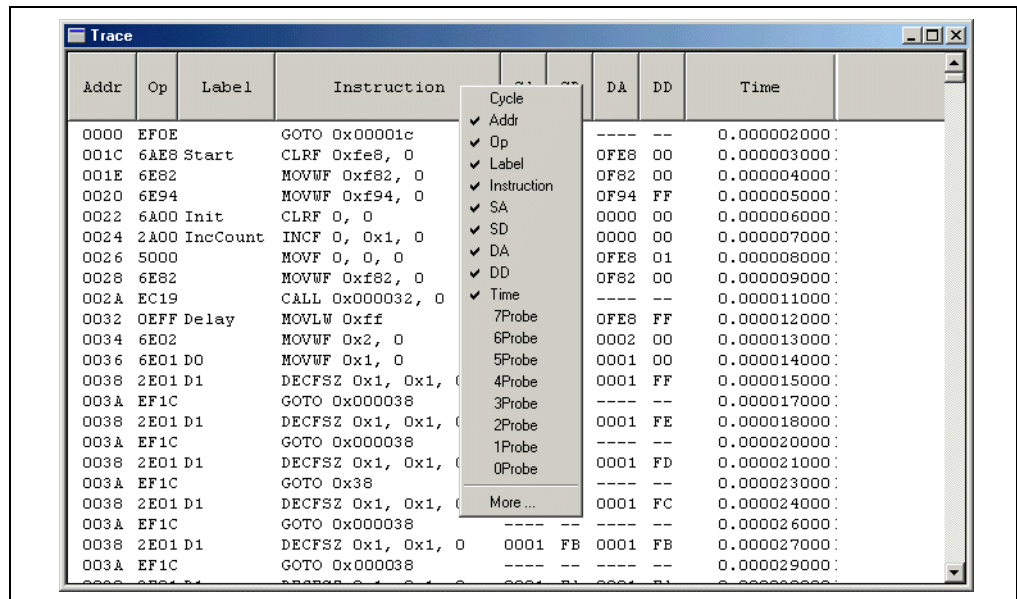 Trace
Addr Op Label Instruction DA DD Time
Cycle
Addr
Op
Label
Instruction
SA
SD
DA
DD
Time
7Probe
6Probe
5Probe
4Probe
3Probe
2Probe
1Probe
0Probe
More ...
0000 EF0E GOTO 0x00001c ---- -- 0.000002000
001C 6AE8 Start CLRF 0xfe8, 0 0FE8 00 0.000003000
001E 6E82 MOVWF 0xf82, 0 0F82 00 0.000004000
0020 6E94 MOVWF 0xf94, 0 0F94 FF 0.000005000
0022 6A00 Init CLRF 0, 0 0000 00 0.000006000
0024 2A00 IncCount INCF 0, 0x1, 0 0000 00 0.000007000
0026 5000 MOVF 0, 0, 0 0FE8 01 0.000008000
0028 6E82 MOVWF 0xf82, 0 0F82 00 0.000009000
002A EC19 CALL 0x000032, 0 ---- -- 0.000011000
0032 0EFF Delay MOVLW 0xff 0FE8 FF 0.000012000
0034 6E02 MOVWF 0x2, 0 0002 00 0.000013000
0036 6E01 D0 MOVWF 0x1, 0 0001 00 0.000014000
0038 2E01 D1 DECFSZ 0x1, 0x1, 0001 FF 0.000015000
003A EF1C GOTO 0x000038 ---- -- 0.000017000
0038 2E01 D1 DECFSZ 0x1, 0x1, 0001 FE 0.000018000
003A EF1C GOTO 0x000038 ---- -- 0.000020000
0038 2E01 D1 DECFSZ 0x1, 0x1, 0001 FD 0.000021000
003A EF1C GOTO 0x38 ---- -- 0.000023000
0038 2E01 D1 DECFSZ 0x1, 0x1, 0001 FC 0.000024000
003A EF1C GOTO 0x000038 ---- -- ---- -- 0.000026000
0038 2E01 D1 DECFSZ 0x1, 0x1, 0 0001 FB 0001 FB 0.000027000
003A EF1C GOTO 0x000038 ---- -- ---- -- 0.000029000